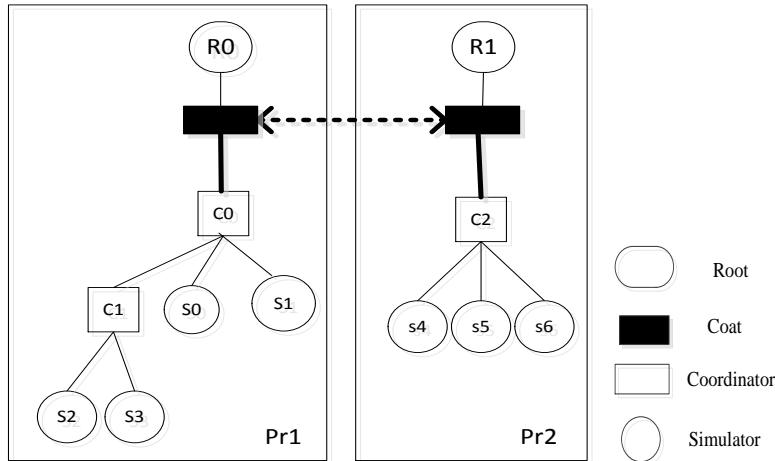 R0
R1
C0
C2
C1
S0
S1
s4
s5
s6
S2
S3
Pr1
Pr2
Root
Coat
Coordinator
Simulator